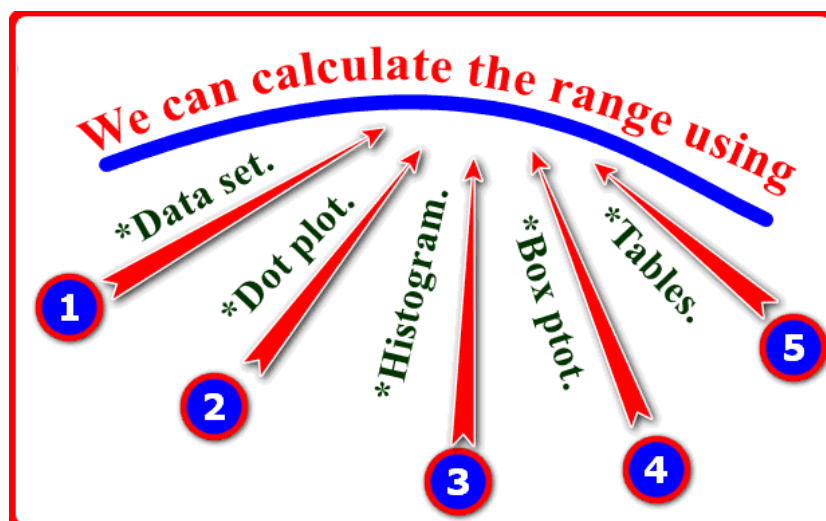 We can calculate the range using
*Data set.
*Dot plot.
*Histogram.
*Box ptot.
*Tables.
1
2
3
4
5